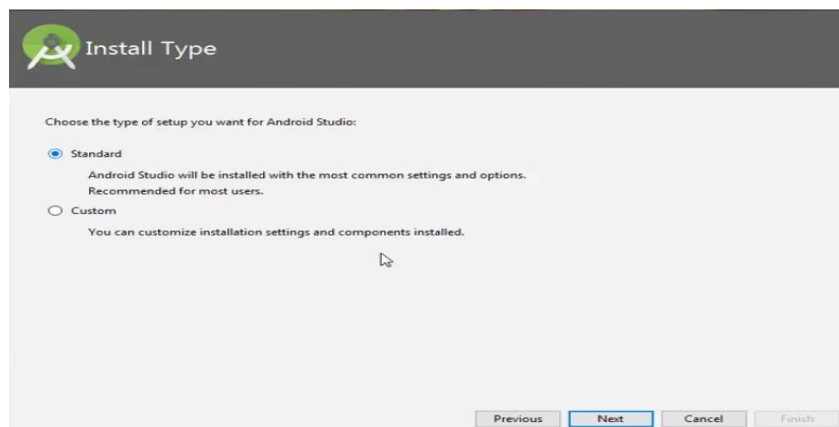 Install Type
Choose the type of setup you want for Android Studio:
Standard
Android Studio will be installed with the most common settings and options.
Recommended for most users.
Custom
You can customize installation settings and components installed.
Previous Next Cancel Finish